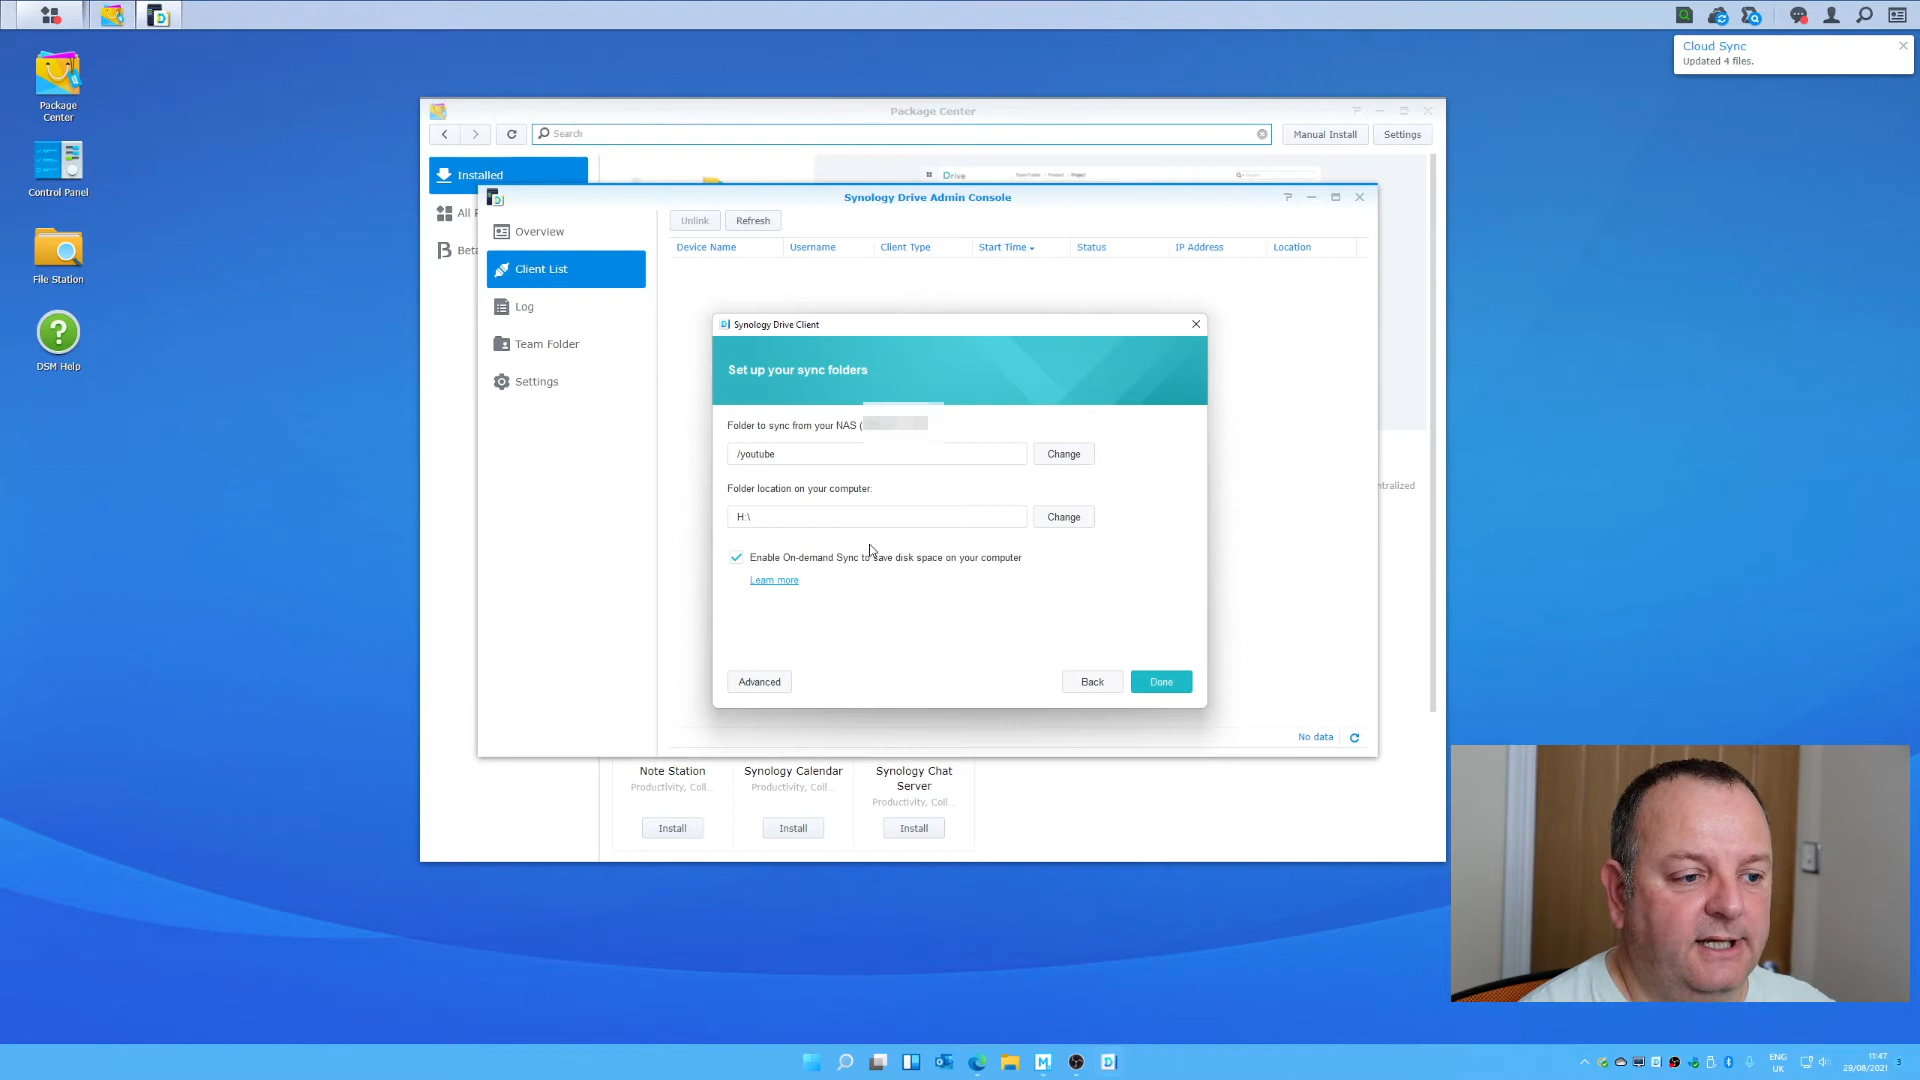 Cloud Sync
Updated 4 files.
Package
Center
Control Panel
File Station
DSM Help
Package Center
Search
Manual Install
Settings
Installed
All
Beta
Drive
Synology Drive Admin Console
Overview
Client List
Log
Team Folder
Settings
Unlink
Refresh
Device Name
Username
Client Type
Start Time
Status
IP Address
Location
Synology Drive Client
Set up your sync folders
Folder to sync from your NAS (
/youtube
Change
Folder location on your computer:
H:\
Change
Enable On-demand Sync to save disk space on your computer
Learn more
Advanced
Back
Done
ntralized
No data
Note Station
Productivity, Coll...
Install
Synology Calendar
Productivity, Coll...
Install
Synology Chat
Server
Productivity, Coll...
Install
ENG
UK
11:47
29/08/2021
3